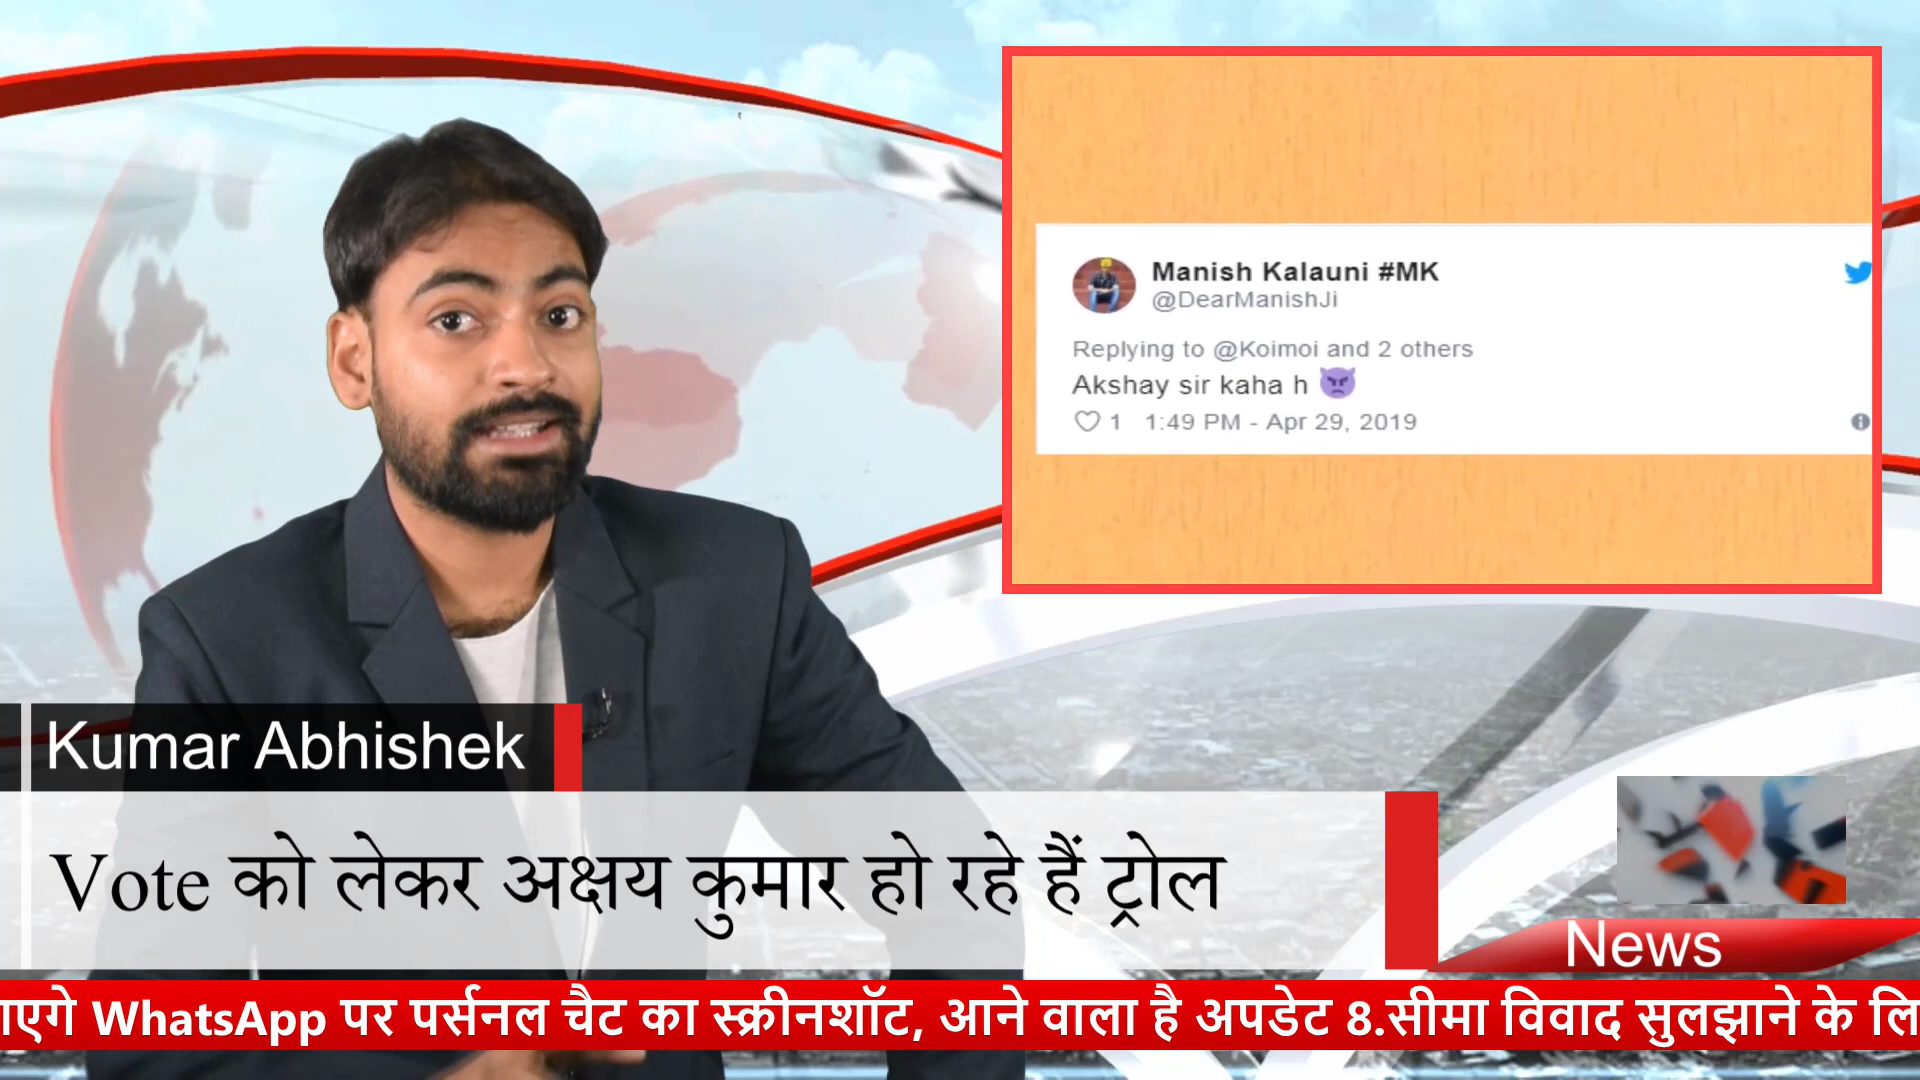 Manish Kalauni #MK
@DearManishJi
Replying to @Koimoi and 2 others
Akshay sir kaha h 👿
1 1:49 PM - Apr 29, 2019
Kumar Abhishek
Vote को लेकर अक्षय कुमार हो रहे हैं ट्रोल
News
ाएगे WhatsApp पर पर्सनल चैट का स्क्रीनशॉट, आने वाला है अपडेट 8.सीमा विवाद सुलझाने के लि